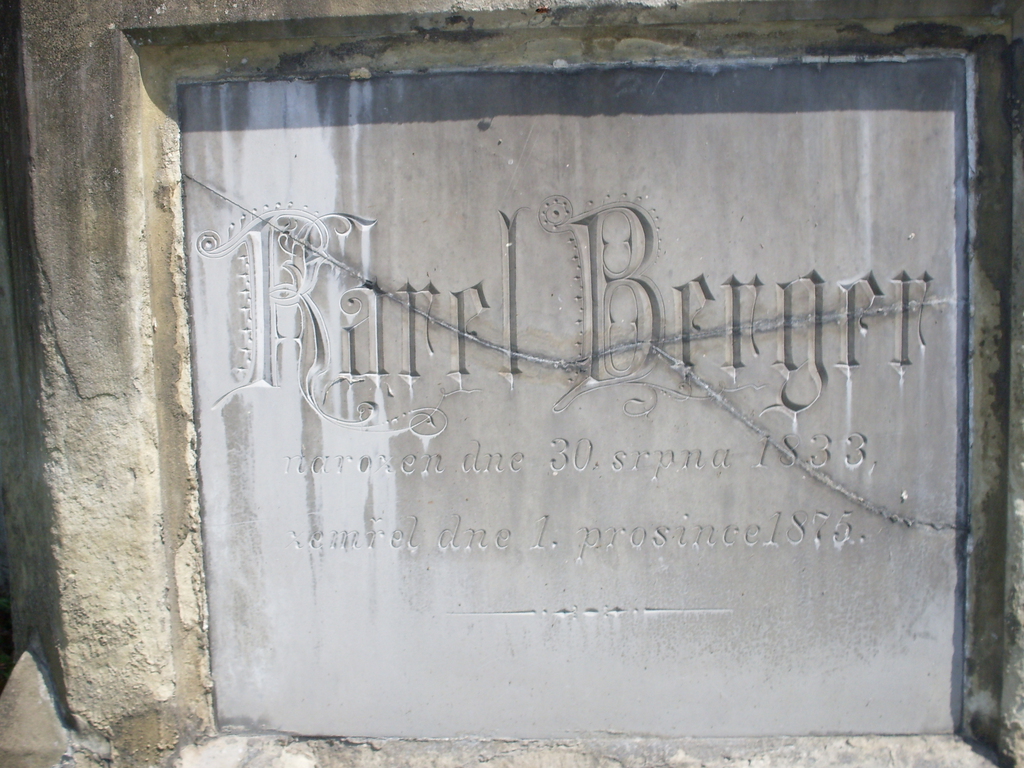 Karel Berger
narozen dne 30. srpna 1833,
zemřel dne 1. prosince 1875.